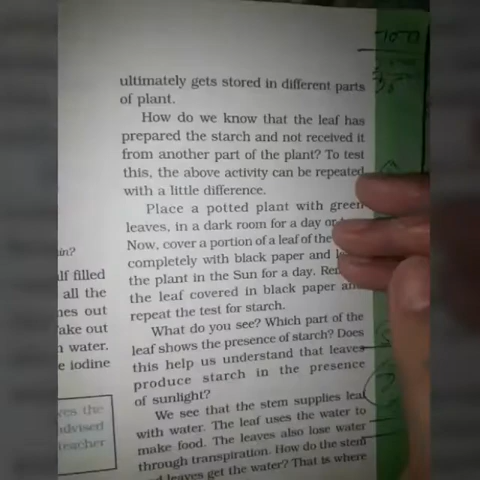 ultimately gets stored in different parts
of plant.
How do we know that the leaf has
prepared the starch and not received it
from another part of the plant? To test
this, the above activity can be repeated
with a little difference.
Place a potted plant with green
leaves, in a dark room for a day or
Now, cover a portion of a leaf of the
completely with black paper and
the plant in the Sun for a day.
the leaf covered in black paper
repeat the test for starch.
What do you see? Which part of the
leaf shows the presence of starch? Does
this help us understand that leaves
produce starch in the presence
of sunlight?
We see that the stem supplies leaf
with water. The leaf uses the water to
make food. The leaves also lose water
through transpiration. How do the stem
leaves get the water? That is where
filled
all the
out
out
water.
iodine
the